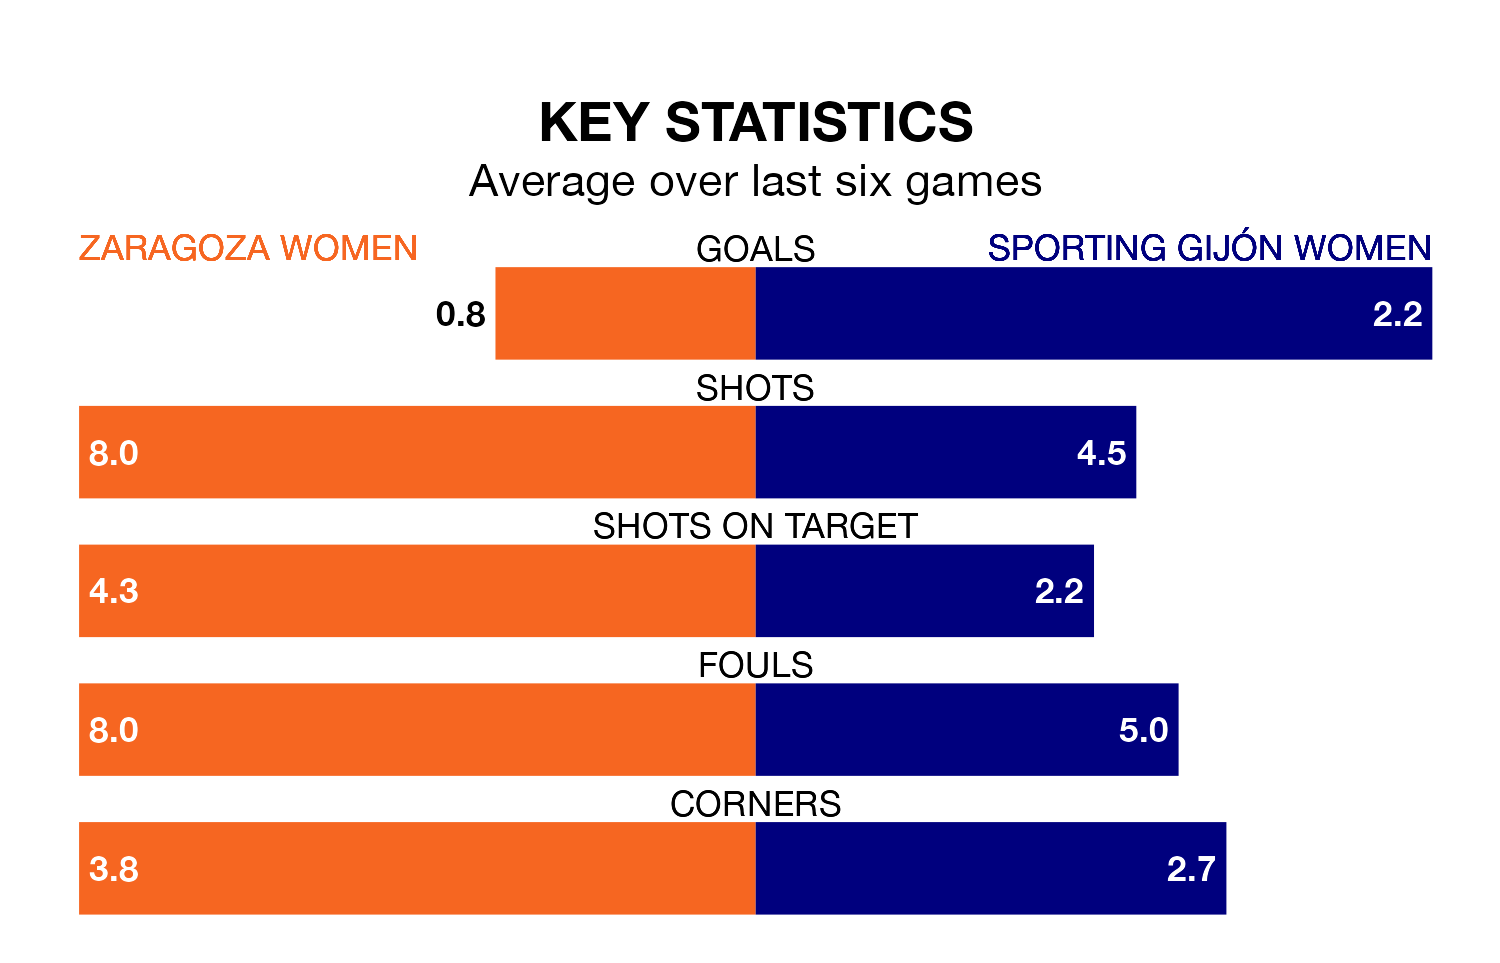 KEY STATISTICS
Average over last six games
ZARAGOZA WOMEN GOALS SPORTING GIJÓN WOMEN
0.8 2.2
SHOTS
8.0 4.5
SHOTS ON TARGET
4.3 2.2
FOULS
8.0 5.0
CORNERS
3.8 2.7